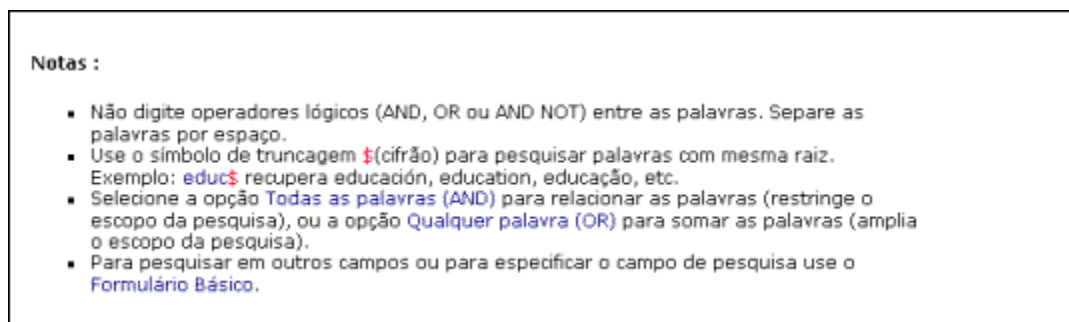 Notas :
▪ Não digite operadores lógicos (AND, OR ou AND NOT) entre as palavras. Separe as
palavras por espaço.
▪ Use o símbolo de truncagem $(cifrão) para pesquisar palavras com mesma raiz.
Exemplo: educ$ recupera educación, education, educação, etc.
▪ Selecione a opção Todas as palavras (AND) para relacionar as palavras (restringe o
escopo da pesquisa), ou a opção Qualquer palavra (OR) para somar as palavras (amplia
o escopo da pesquisa).
▪ Para pesquisar em outros campos ou para especificar o campo de pesquisa use o
Formulário Básico.